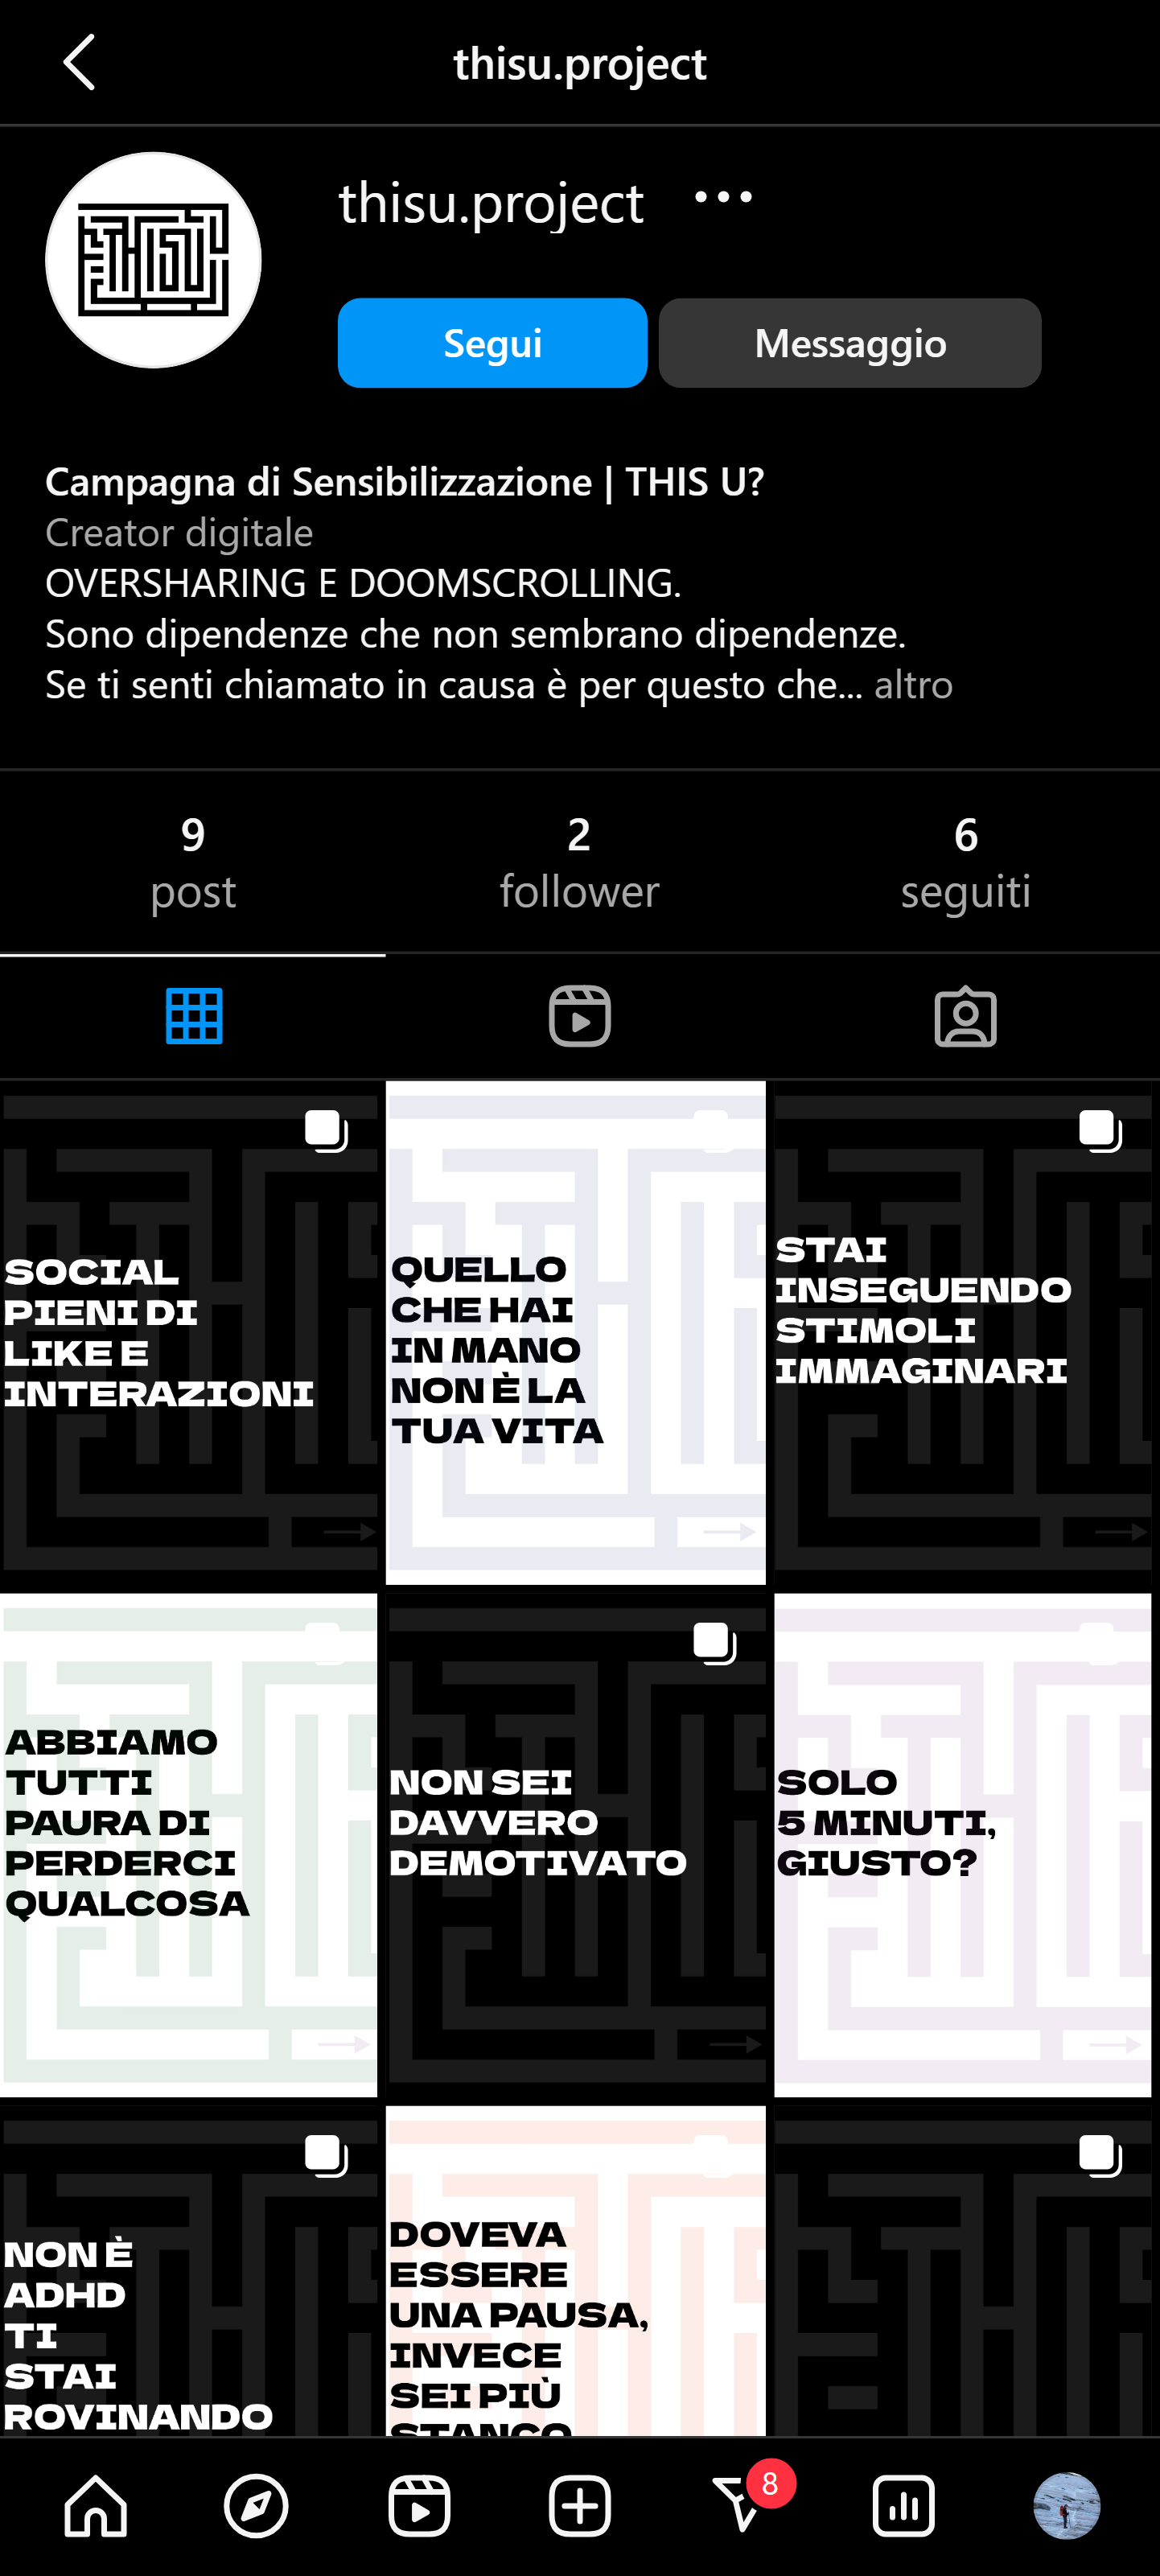 thisu.project
THISU
thisu.project
Segui
Messaggio
Campagna di Sensibilizzazione | THIS U?
Creator digitale
OVERSHARING E DOOMSCROLLING.
Sono dipendenze che non sembrano dipendenze.
Se ti senti chiamato in causa è per questo che... altro
9
post
2
follower
6
seguiti
SOCIAL
PIENI DI
LIKE E
INTERAZIONI
QUELLO
CHE HAI
IN MANO
NON È LA
TUA VITA
STAI
INSEGUENDO
STIMOLI
IMMAGINARI
ABBIAMO
TUTTI
PAURA DI
PERDERCI
QUALCOSA
NON SEI
DAVVERO
DEMOTIVATO
SOLO
5 MINUTI,
GIUSTO?
NON È
ADHD
TI
STAI
ROVINANDO
DOVEVA
ESSERE
UNA PAUSA,
INVECE
SEI PIÙ
STANCO
8